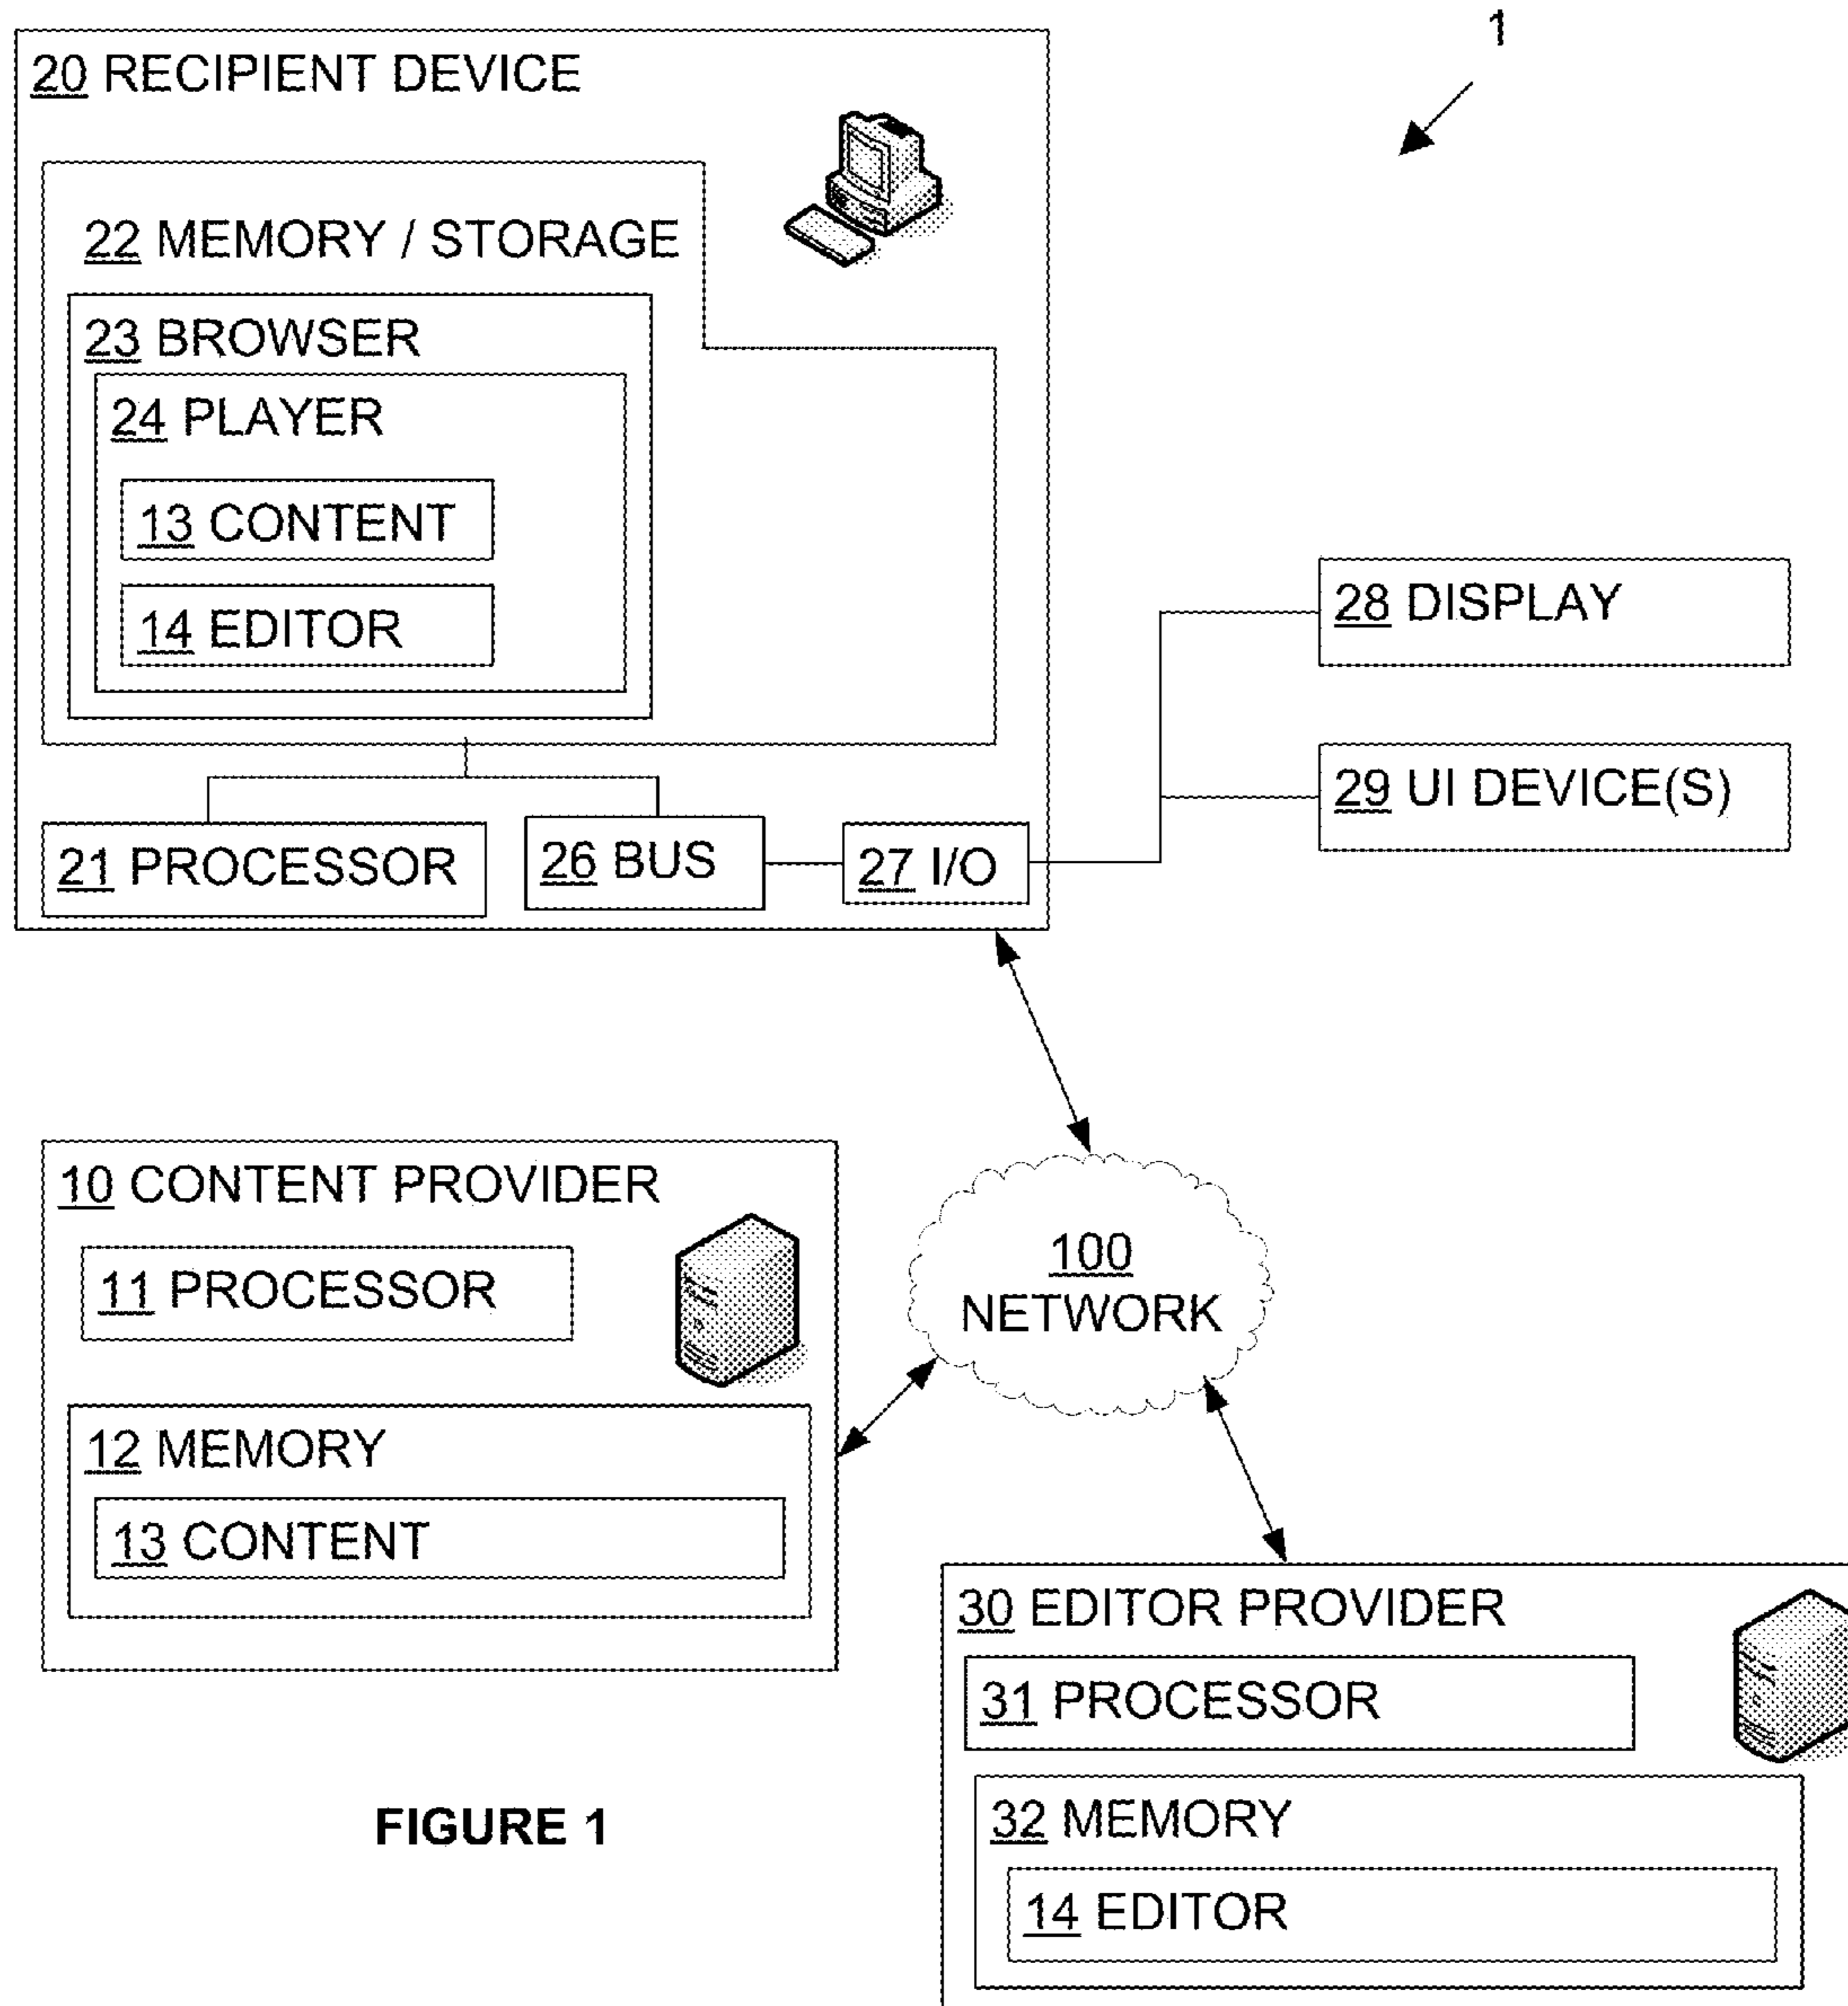 1
20 RECIPIENT DEVICE
22 MEMORY / STORAGE
23 BROWSER
24 PLAYER
13 CONTENT
14 EDITOR
28 DISPLAY
29 UI DEVICE(S)
21 PROCESSOR
26 BUS
27 I/O
10 CONTENT PROVIDER
11 PROCESSOR
12 MEMORY
13 CONTENT
100
NETWORK
30 EDITOR PROVIDER
31 PROCESSOR
32 MEMORY
14 EDITOR
FIGURE 1